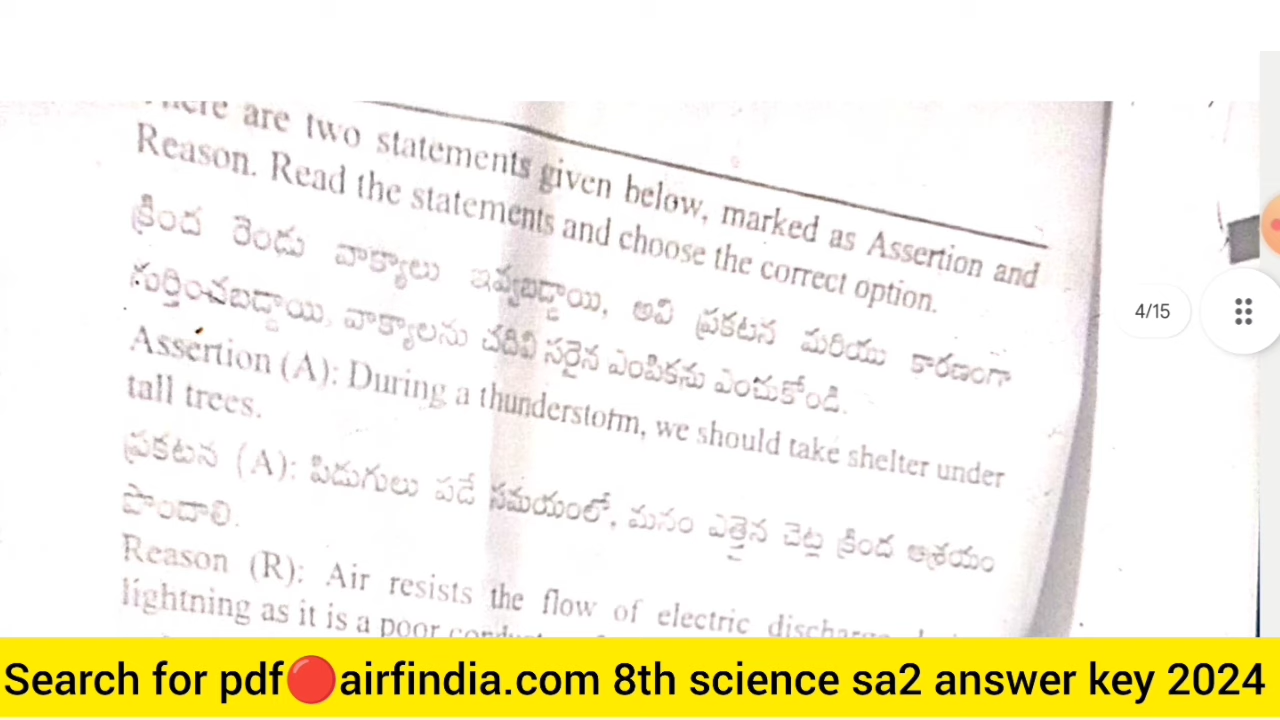 are two statements given below, marked as Assertion and
Reason. Read the statements and choose the correct option.
క్రింద రెండు వాక్యాలు ఇవ్వబడ్డాయి, అవి ప్రకటన మరియు కారణంగా
గుర్తించబడ్డాయి, వాక్యాలను చదివి సరైన ఎంపికను ఎంచుకోండి.
Assertion (A): During a thunderstorm, we should take shelter under
tall trees.
ప్రకటన (A): పిడుగులు పడే సమయంలో, మనం ఎత్తైన చెట్ల క్రింద ఆశ్రయం
పొందాలి.
Reason (R): Air resists the flow of electric
lightning as it is a poor
4/15
Search for pdf🔴airfindia.com 8th science sa2 answer key 2024